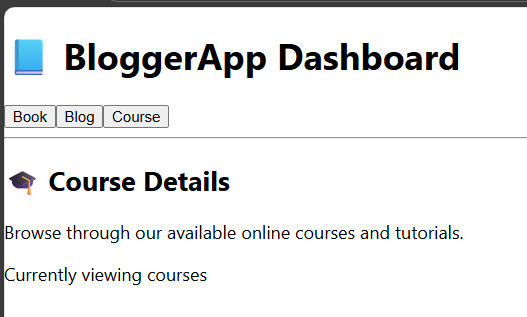 BloggerApp Dashboard
Book Blog Course
Course Details
Browse through our available online courses and tutorials.
Currently viewing courses